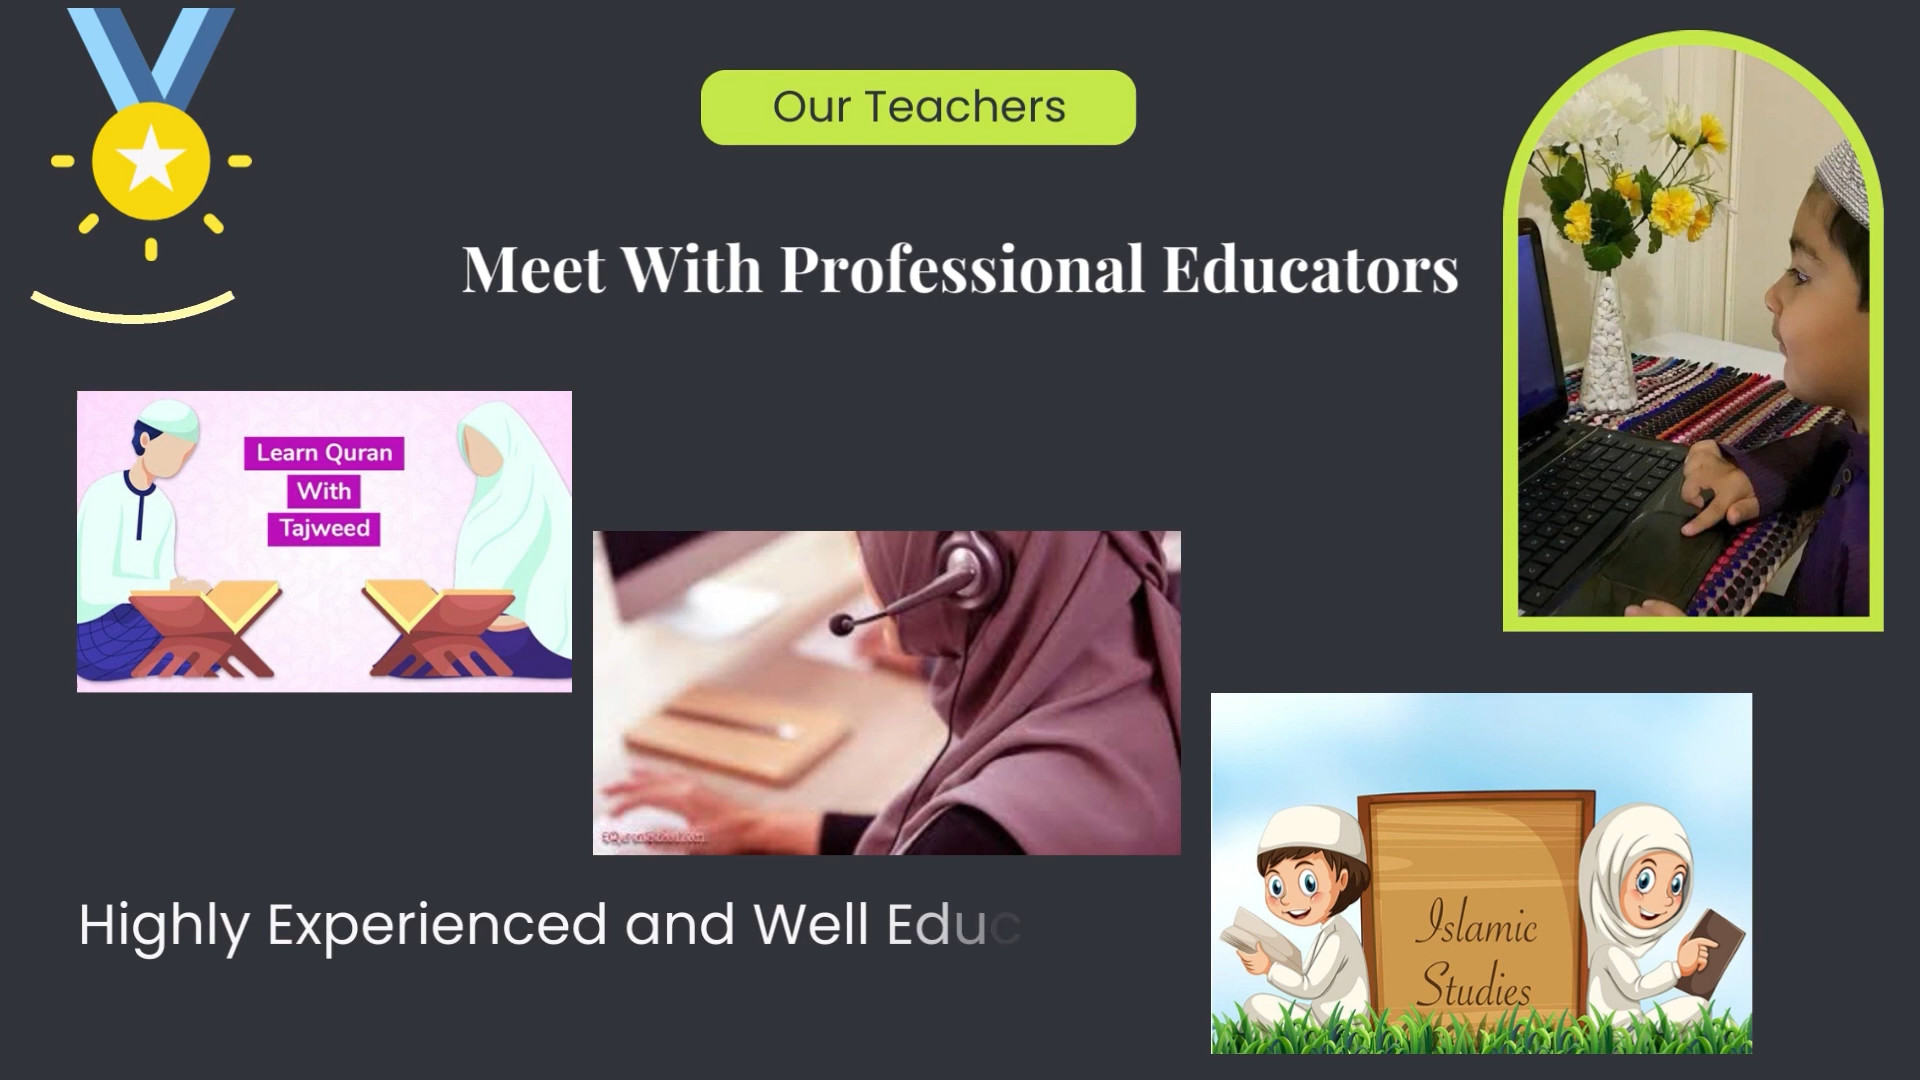 Our Teachers
Meet With Professional Educators
Learn Quran
With
Tajweed
Highly Experienced and Well Educ
Islamic
Studies